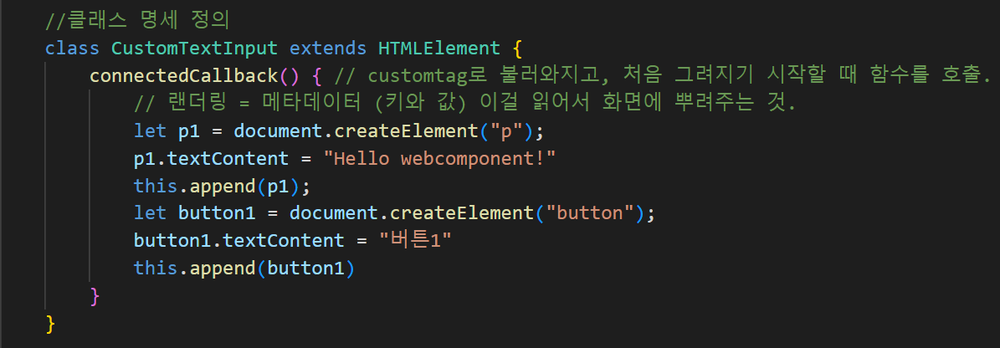 //클래스 명세 정의
class CustomTextInput extends HTMLElement {
connectedCallback() { // customtag로 불러와지고, 처음 그려지기 시작할 때 함수를 호출.
// 랜더링 = 메타데이터 (키와 값) 이걸 읽어서 화면에 뿌려주는 것.
let p1 = document.createElement("p");
p1.textContent = "Hello webcomponent!"
this.append(p1);
let button1 = document.createElement("button");
button1.textContent = "버튼1"
this.append(button1)
}
}